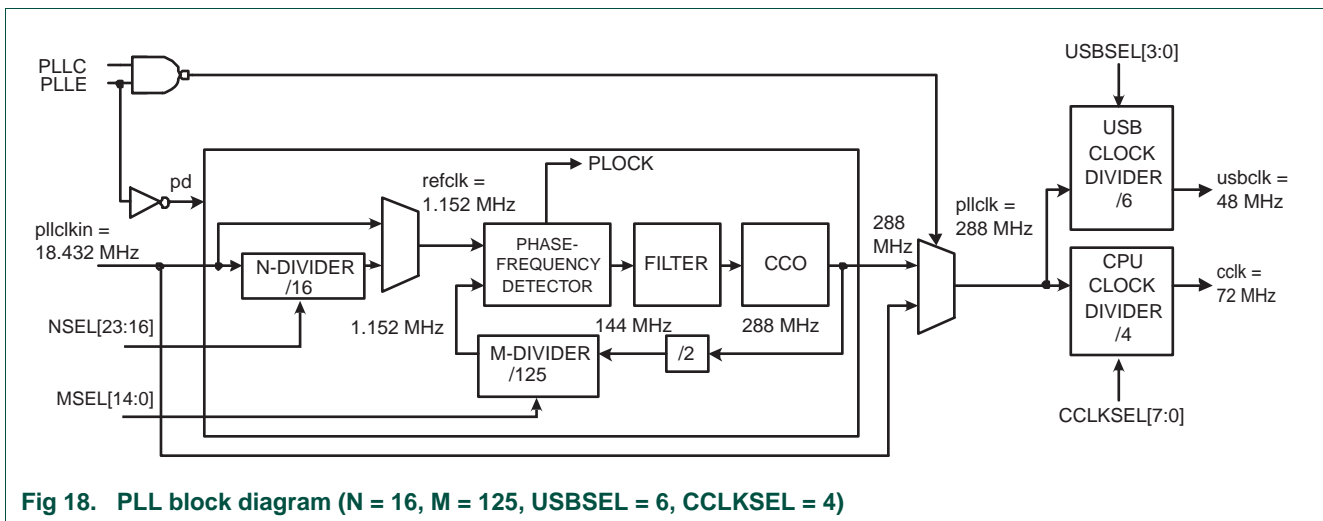 PLLC
PLLE
USBSEL[3:0]
pd
pllclkin =
18.432 MHz
refclk =
1.152 MHz
PLOCK
N-DIVIDER
/16
PHASE-
FREQUENCY
DETECTOR
FILTER
CCO
288
MHz
pllclk =
288 MHz
USB
CLOCK
DIVIDER
/6
usbclk =
48 MHz
CPU
CLOCK
DIVIDER
/4
cclk =
72 MHz
NSEL[23:16]
1.152 MHz
144 MHz
288 MHz
M-DIVIDER
/125
/2
MSEL[14:0]
CCLKSEL[7:0]
Fig 18. PLL block diagram (N = 16, M = 125, USBSEL = 6, CCLKSEL = 4)